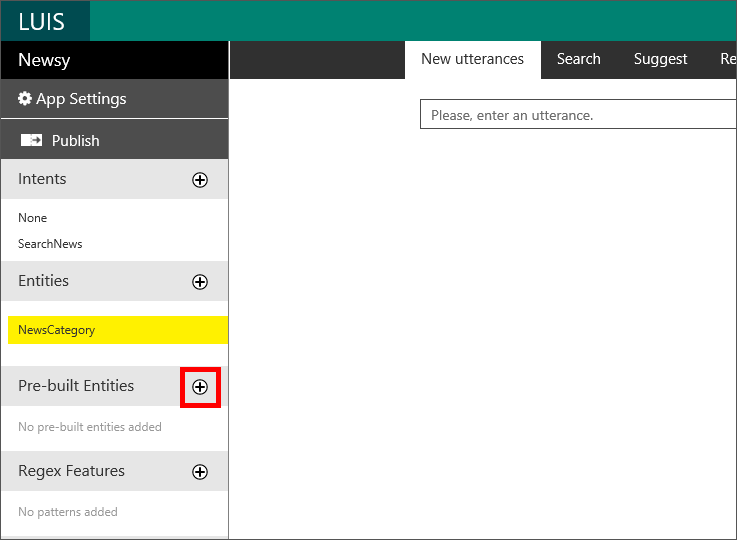 LUIS
Newsy
New utterances
Search
Suggest
Re
App Settings
Please, enter an utterance.
Publish
Intents
None
SearchNews
Entities
NewsCategory
Pre-built Entities
No pre-built entities added
Regex Features
No patterns added